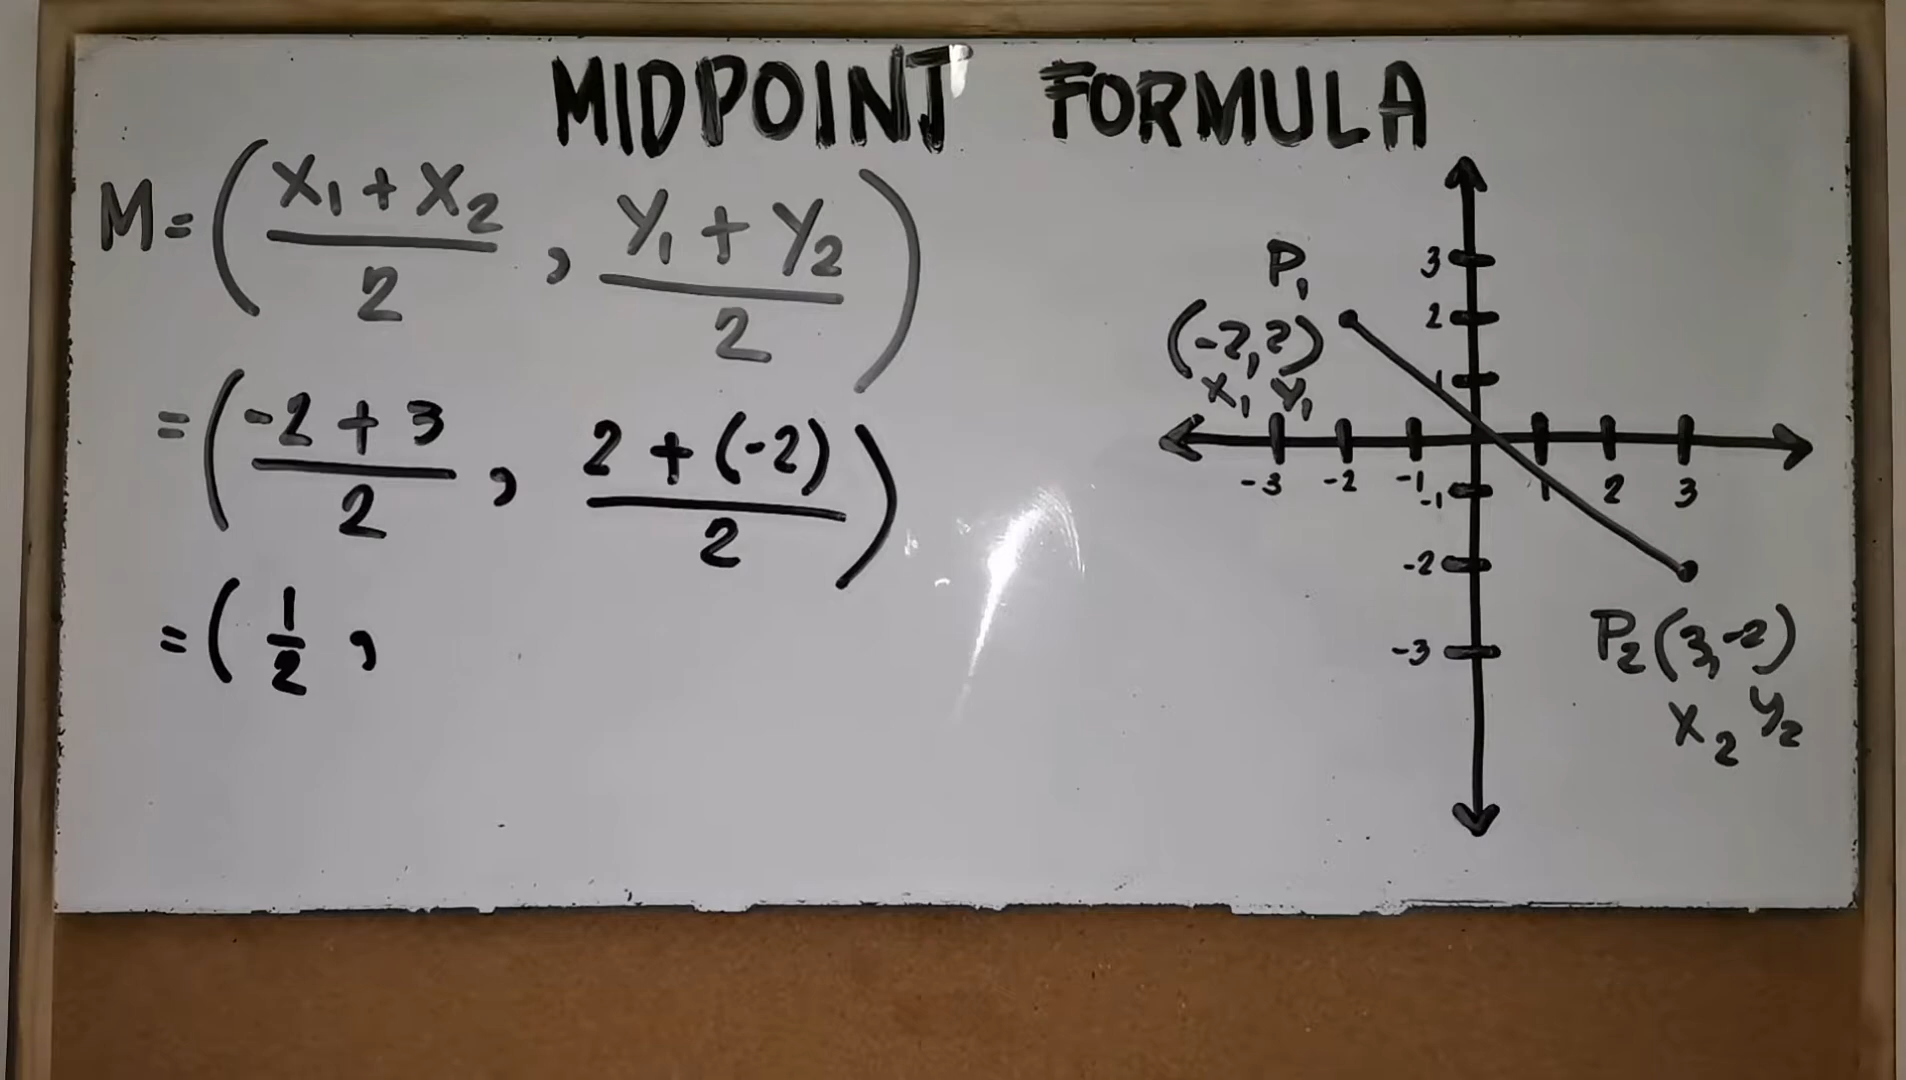 MIDPOINT FORMULA
M = ( X₁ + X₂ / 2 , Y₁ + Y₂ / 2 )
= ( -2 + 3 / 2 , 2 + (-2) / 2 )
= ( 1/2 ,
P₁
(-2, 2)
X₁ Y₁
3
2
1
-3 -2 -1 1 2 3
-1
-2
-3
P₂ (3, -2)
X₂ Y₂